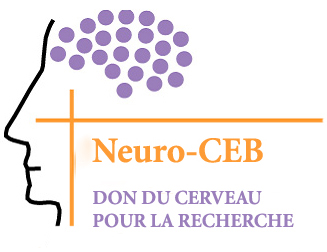 Neuro-CEB
DON DU CERVEAU
POUR LA RECHERCHE